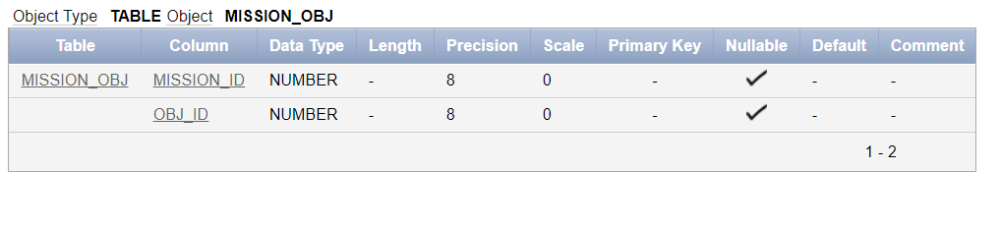 Object Type TABLE Object MISSION_OBJ
Table Column Data Type Length Precision Scale Primary Key Nullable Default Comment
MISSION_OBJ MISSION_ID NUMBER - 8 0 - - -
OBJ_ID NUMBER - 8 0 - - -
1 - 2